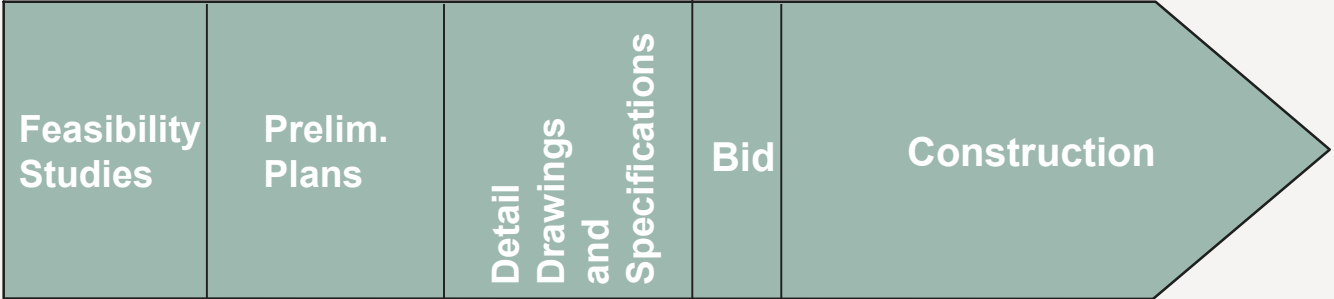 Feasibility
Studies
Prelim.
Plans
Detail
Drawings
and
Specifications
Bid
Construction